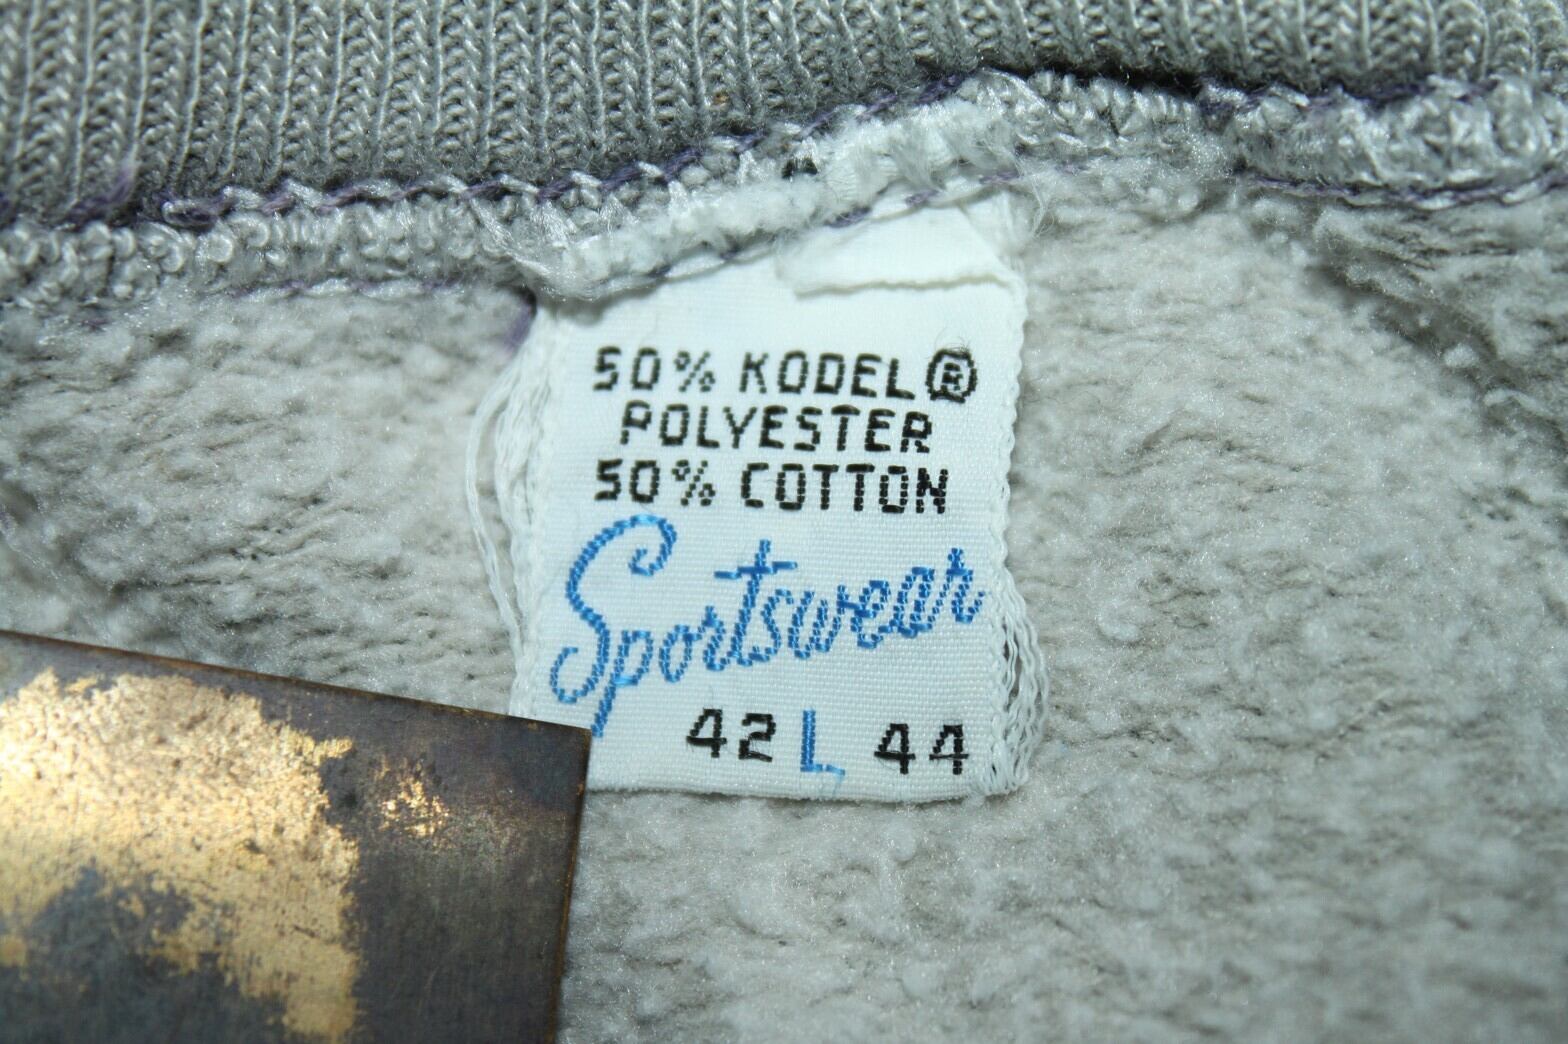 50% KODEL®
POLYESTER
50% COTTON
Sportswear
42 L 44